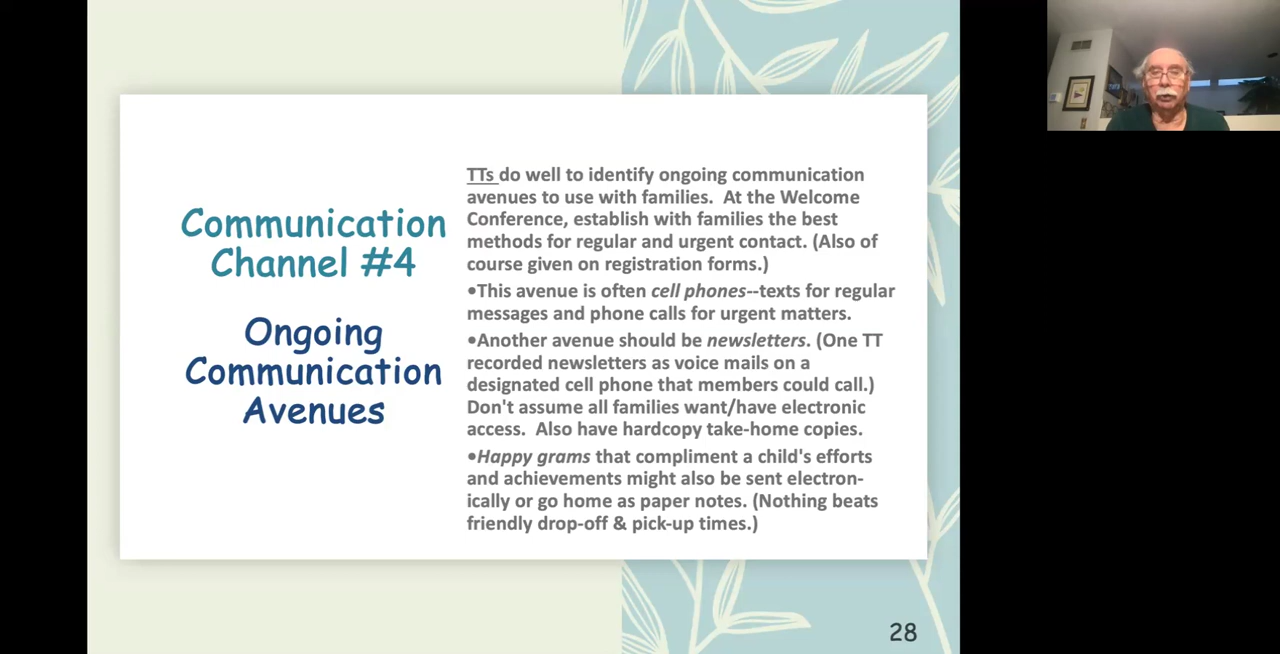 Communication
Channel #4
Ongoing
Communication
Avenues
TTs do well to identify ongoing communication
avenues to use with families.  At the Welcome
Conference, establish with families the best
methods for regular and urgent contact. (Also of
course given on registration forms.)
•This avenue is often cell phones--texts for regular
messages and phone calls for urgent matters.
•Another avenue should be newsletters. (One TT
recorded newsletters as voice mails on a
designated cell phone that members could call.)
Don't assume all families want/have electronic
access.  Also have hardcopy take-home copies.
•Happy grams that compliment a child's efforts
and achievements might also be sent electron-
ically or go home as paper notes. (Nothing beats
friendly drop-off & pick-up times.)
28